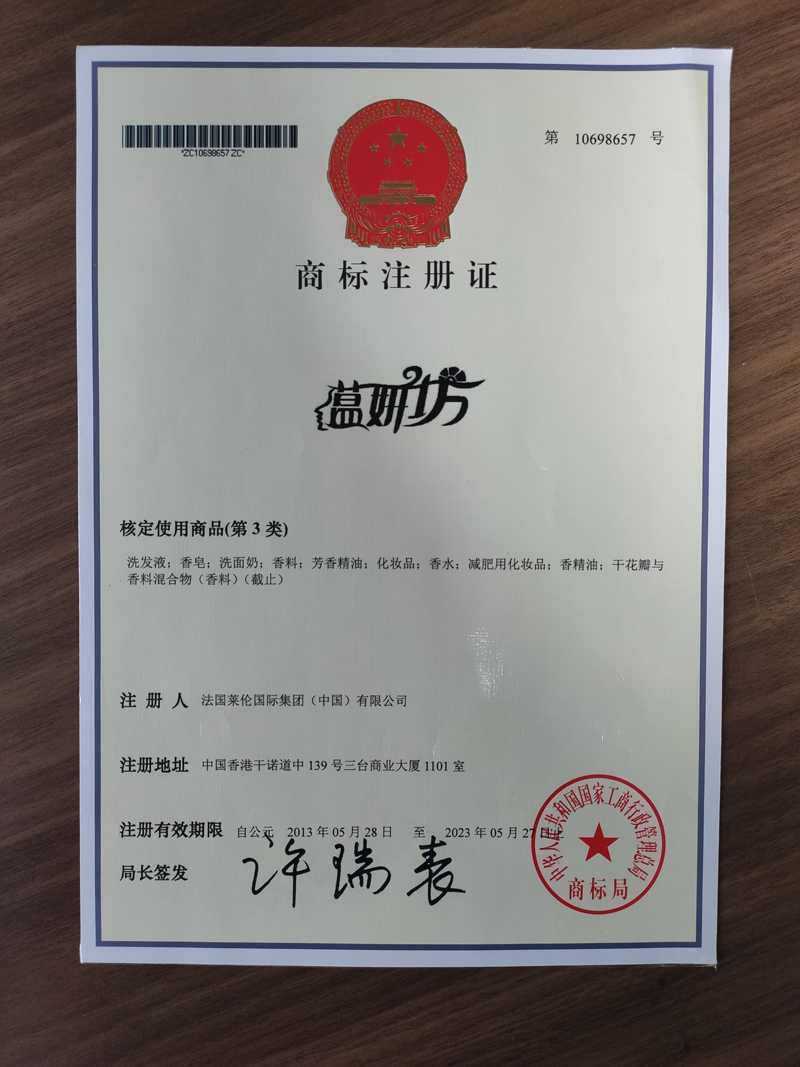 *ZC10698657ZC*
第 10698657 号
商标注册证
蕰妍坊
核定使用商品(第 3 类)
洗发液；香皂；洗面奶；香料；芳香精油；化妆品；香水；减肥用化妆品；香精油；干花瓣与
香料混合物（香料）（截止）
注册人 法国莱伦国际集团（中国）有限公司
注册地址 中国香港干诺道中 139 号三台商业大厦 1101 室
注册有效期限 自公元 2013 年 05 月 28 日 至 2023 年 05 月 27 日止
局长签发 许瑞表
中华人民共和国国家工商行政管理总局
商标局